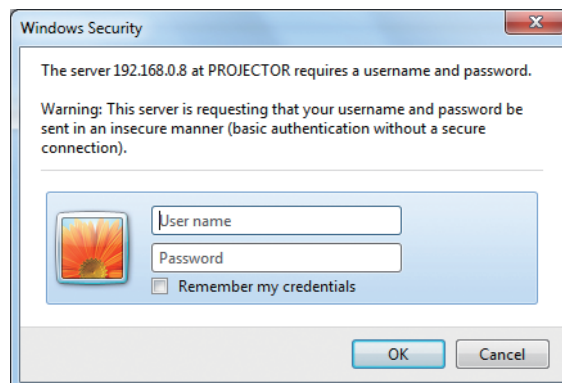 Windows Security
The server 192.168.0.8 at PROJECTOR requires a username and password.
Warning: This server is requesting that your username and password be
sent in an insecure manner (basic authentication without a secure
connection).
User name
Password
Remember my credentials
OK Cancel